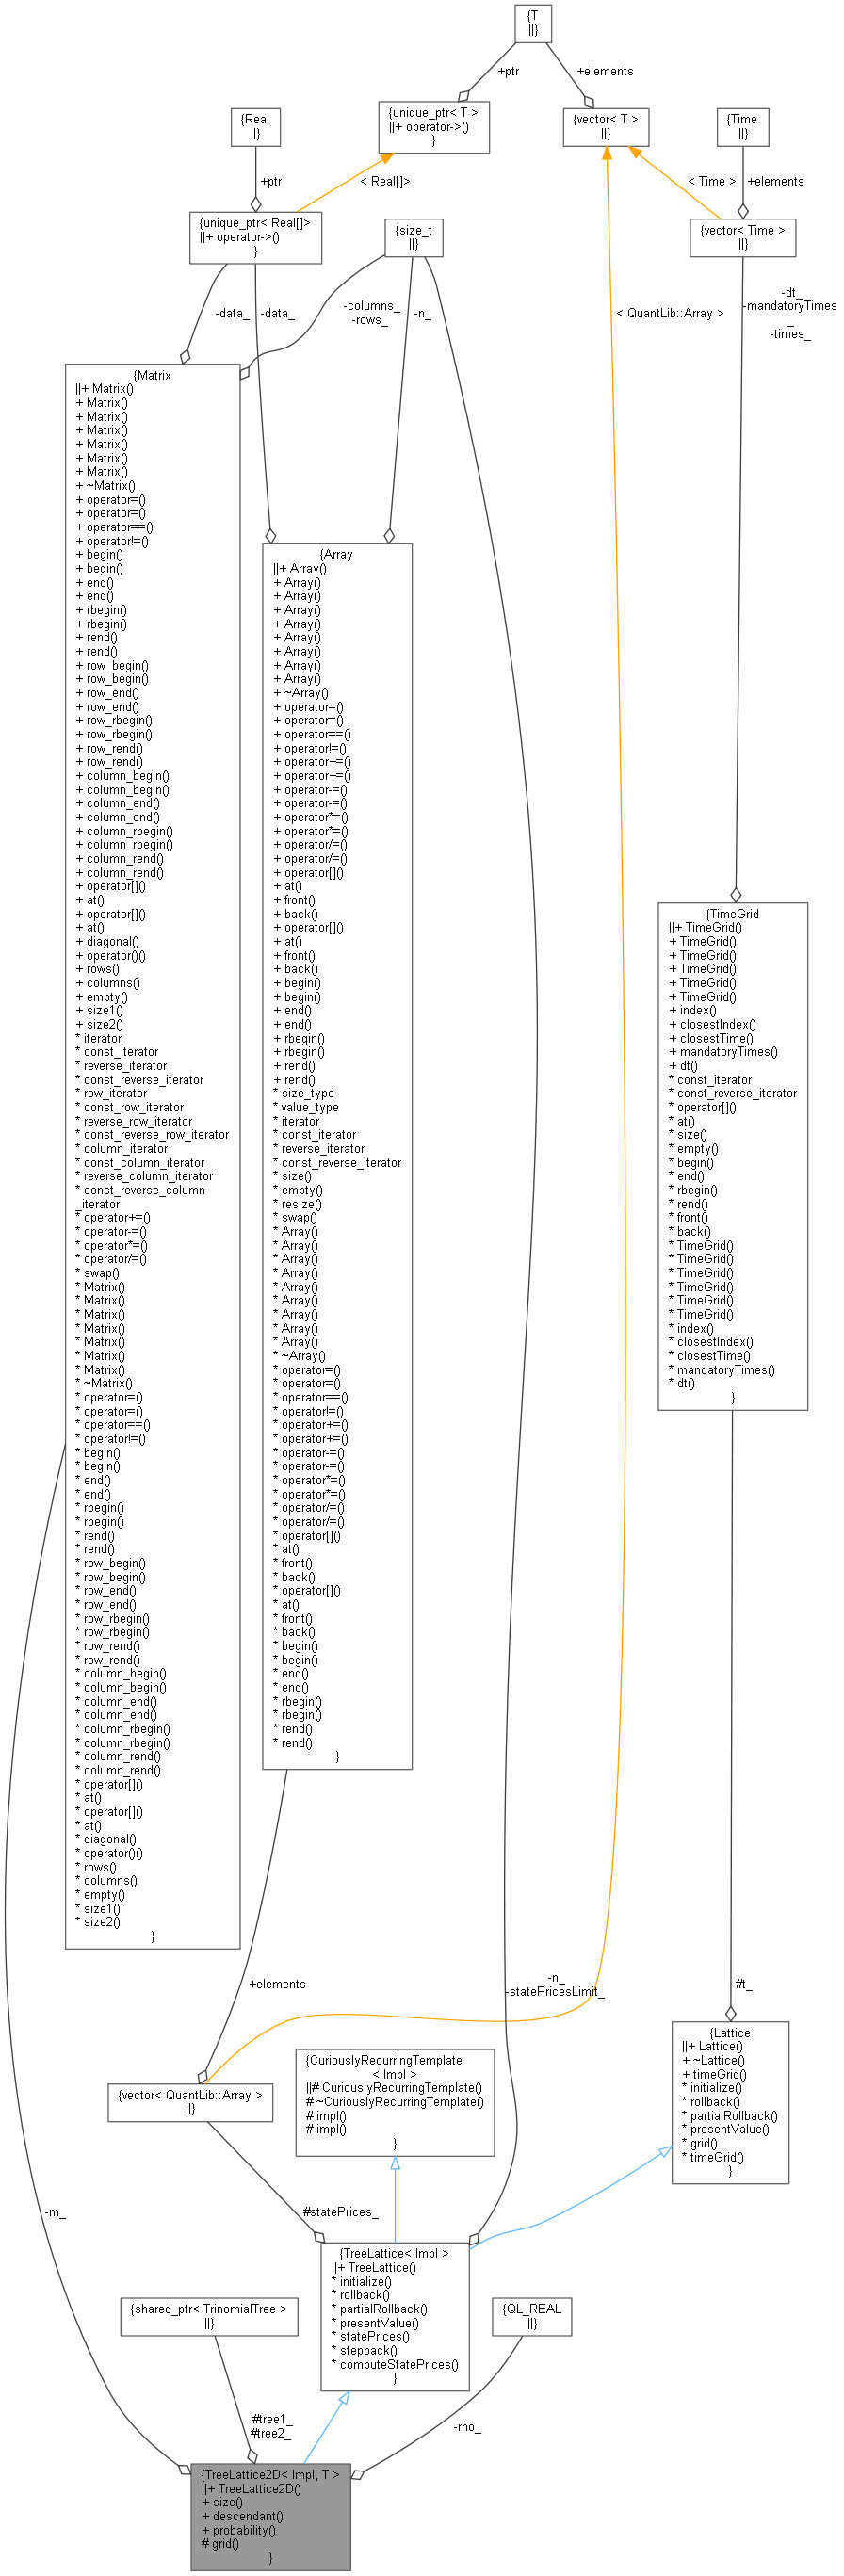 {T
||}
+ptr
+elements
{unique_ptr< T >
||+ operator->()
}
{vector< T >
||}
{Real
||}
{Time
||}
+ptr
< Real[]>
< Time >
+elements
{unique_ptr< Real[]>
||+ operator->()
}
{size_t
||}
{vector< Time >
||}
-data_
-data_
-columns_
-rows_
-n_
< QuantLib::Array >
-dt_
-mandatoryTimes
_
-times_
{Matrix
||+ Matrix()
+ Matrix()
+ Matrix()
+ Matrix()
+ Matrix()
+ Matrix()
+ Matrix()
+ ~Matrix()
+ operator=()
+ operator=()
+ operator==()
+ operator!=()
+ begin()
+ begin()
+ end()
+ end()
+ rbegin()
+ rbegin()
+ rend()
+ rend()
+ row_begin()
+ row_begin()
+ row_end()
+ row_end()
+ row_rbegin()
+ row_rbegin()
+ row_rend()
+ row_rend()
+ column_begin()
+ column_begin()
+ column_end()
+ column_end()
+ column_rbegin()
+ column_rbegin()
+ column_rend()
+ column_rend()
+ operator[]()
+ at()
+ operator[]()
+ at()
+ diagonal()
+ operator()()
+ rows()
+ columns()
+ empty()
+ size1()
+ size2()
* iterator
* const_iterator
* reverse_iterator
* const_reverse_iterator
* row_iterator
* const_row_iterator
* reverse_row_iterator
* const_reverse_row_iterator
* column_iterator
* const_column_iterator
* reverse_column_iterator
* const_reverse_column
_iterator
* operator+=()
* operator-=()
* operator*=()
* operator/=()
* swap()
* Matrix()
* Matrix()
* Matrix()
* Matrix()
* Matrix()
* Matrix()
* Matrix()
* ~Matrix()
* operator=()
* operator=()
* operator==()
* operator!=()
* begin()
* begin()
* end()
* end()
* rbegin()
* rbegin()
* rend()
* rend()
* row_begin()
* row_begin()
* row_end()
* row_end()
* row_rbegin()
* row_rbegin()
* row_rend()
* row_rend()
* column_begin()
* column_begin()
* column_end()
* column_end()
* column_rbegin()
* column_rbegin()
* column_rend()
* column_rend()
* operator[]()
* at()
* operator[]()
* at()
* diagonal()
* operator()()
* rows()
* columns()
* empty()
* size1()
* size2()
}
{Array
||+ Array()
+ Array()
+ Array()
+ Array()
+ Array()
+ Array()
+ Array()
+ Array()
+ Array()
+ ~Array()
+ operator=()
+ operator=()
+ operator==()
+ operator!=()
+ operator+=()
+ operator+=()
+ operator-=()
+ operator-=()
+ operator*=()
+ operator*=()
+ operator/=()
+ operator/=()
+ operator[]()
+ at()
+ front()
+ back()
+ operator[]()
+ at()
+ front()
+ back()
+ begin()
+ begin()
+ end()
+ end()
+ rbegin()
+ rbegin()
+ rend()
+ rend()
* size_type
* value_type
* iterator
* const_iterator
* reverse_iterator
* const_reverse_iterator
* size()
* empty()
* resize()
* swap()
* Array()
* Array()
* Array()
* Array()
* Array()
* Array()
* Array()
* Array()
* Array()
* ~Array()
* operator=()
* operator=()
* operator==()
* operator!=()
* operator+=()
* operator+=()
* operator-=()
* operator-=()
* operator*=()
* operator*=()
* operator/=()
* operator/=()
* operator[]()
* at()
* front()
* back()
* operator[]()
* at()
* front()
* back()
* begin()
* begin()
* end()
* end()
* rbegin()
* rbegin()
* rend()
* rend()
}
{TimeGrid
||+ TimeGrid()
+ TimeGrid()
+ TimeGrid()
+ TimeGrid()
+ TimeGrid()
+ TimeGrid()
+ index()
+ closestIndex()
+ closestTime()
+ mandatoryTimes()
+ dt()
* const_iterator
* const_reverse_iterator
* operator[]()
* at()
* size()
* empty()
* begin()
* end()
* rbegin()
* rend()
* front()
* back()
* TimeGrid()
* TimeGrid()
* TimeGrid()
* TimeGrid()
* TimeGrid()
* TimeGrid()
* index()
* closestIndex()
* closestTime()
* mandatoryTimes()
* dt()
}
+elements
-n_
-statePricesLimit_
#t_
{vector< QuantLib::Array >
||}
{CuriouslyRecurringTemplate
< Impl >
||# CuriouslyRecurringTemplate()
# ~CuriouslyRecurringTemplate()
# impl()
# impl()
}
{Lattice
||+ Lattice()
+ ~Lattice()
+ timeGrid()
* initialize()
* rollback()
* partialRollback()
* presentValue()
* grid()
* timeGrid()
}
-m_
#statePrices_
{TreeLattice< Impl >
||+ TreeLattice()
* initialize()
* rollback()
* partialRollback()
* presentValue()
* statePrices()
* stepback()
* computeStatePrices()
}
{shared_ptr< TrinomialTree >
||}
{QL_REAL
||}
#tree1_
#tree2_
-rho_
{TreeLattice2D< Impl, T >
||+ TreeLattice2D()
+ size()
+ descendant()
+ probability()
# grid()
}